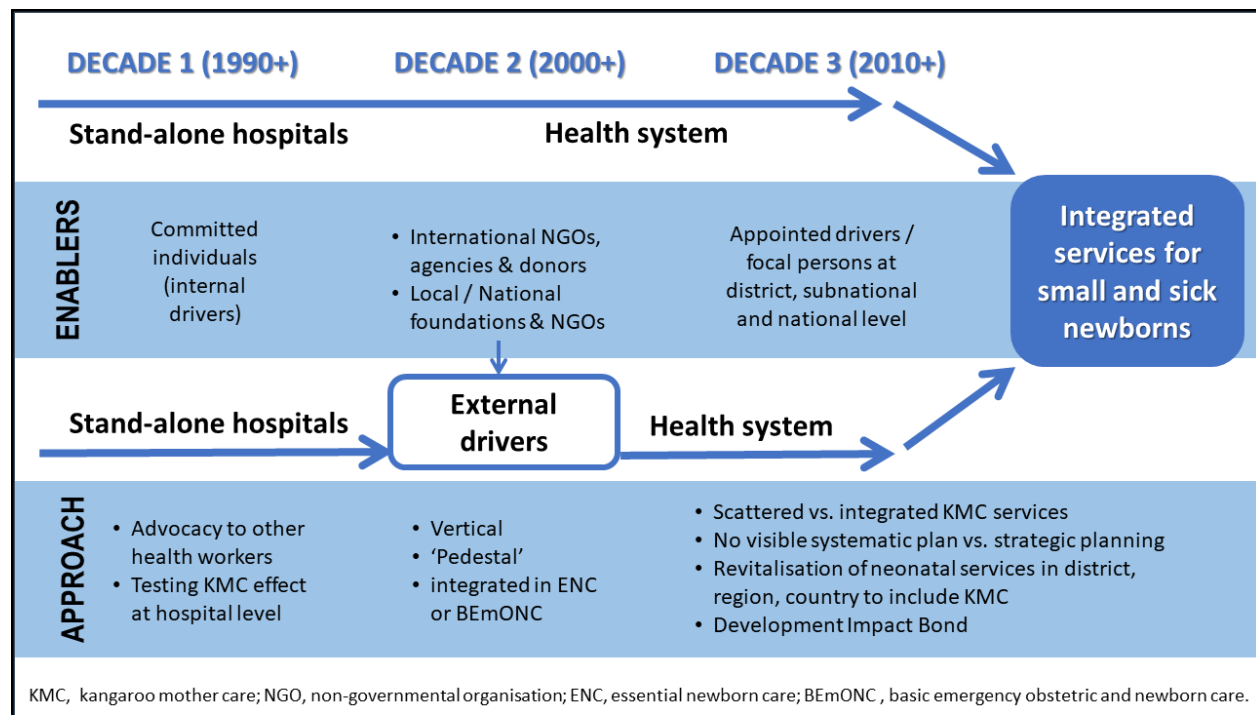 DECADE 1 (1990+) DECADE 2 (2000+) DECADE 3 (2010+)
Stand-alone hospitals Health system
ENABLERS
Committed
individuals
(internal
drivers)
• International NGOs,
agencies & donors
• Local / National
foundations & NGOs
Appointed drivers /
focal persons at
district, subnational
and national level
Integrated
services for
small and sick
newborns
Stand-alone hospitals
External
drivers
Health system
APPROACH
• Advocacy to other
health workers
• Testing KMC effect
at hospital level
• Vertical
• ‘Pedestal’
• integrated in ENC
or BEmONC
• Scattered vs. integrated KMC services
• No visible systematic plan vs. strategic planning
• Revitalisation of neonatal services in district,
region, country to include KMC
• Development Impact Bond
KMC, kangaroo mother care; NGO, non-governmental organisation; ENC, essential newborn care; BEmONC , basic emergency obstetric and newborn care.